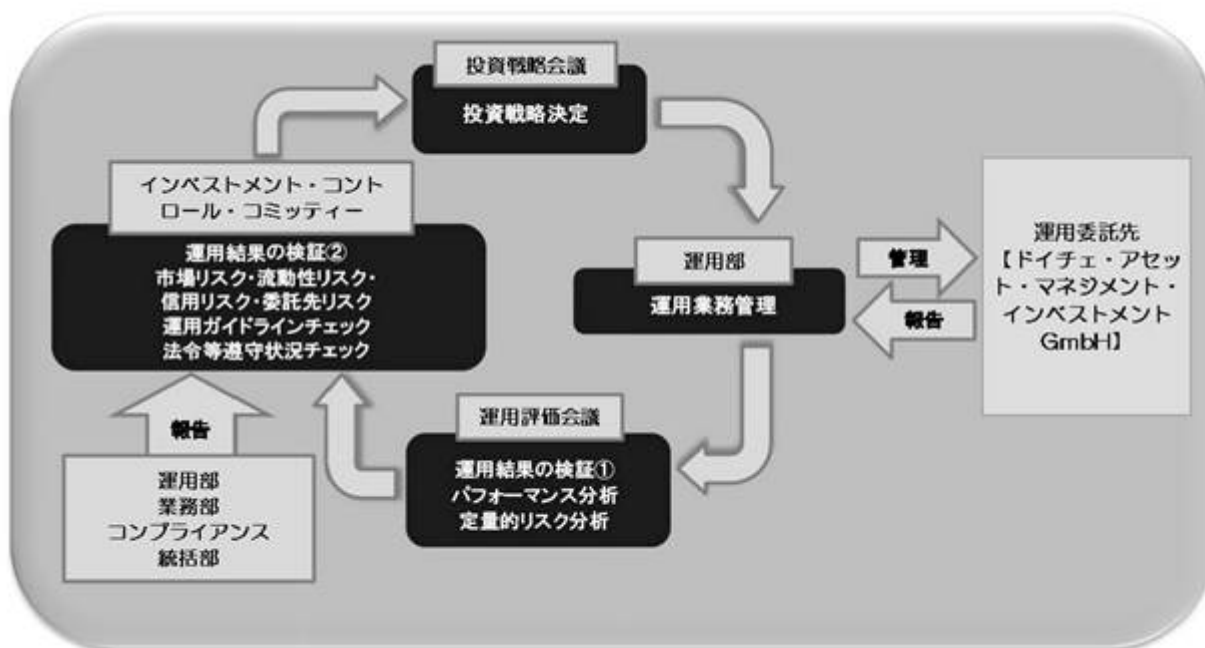 投資戦略会議
投資戦略決定
インベストメント・コント
ロール・コミッティー
運用結果の検証②
市場リスク・流動性リスク・
信用リスク・委託先リスク
運用ガイドラインチェック
法令等遵守状況チェック
運用部
運用業務管理
管理
報告
運用委託先
【ドイチェ・アセッ
ト・マネジメント・
インベストメント
GmbH】
運用評価会議
運用結果の検証①
パフォーマンス分析
定量的リスク分析
報告
運用部
業務部
コンプライアンス
統括部